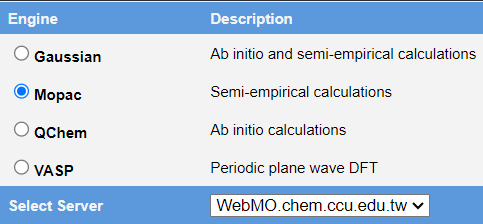 Engine Description
Gaussian Ab initio and semi-empirical calculations
Mopac Semi-empirical calculations
QChem Ab initio calculations
VASP Periodic plane wave DFT
Select Server WebMO.chem.ccu.edu.tw